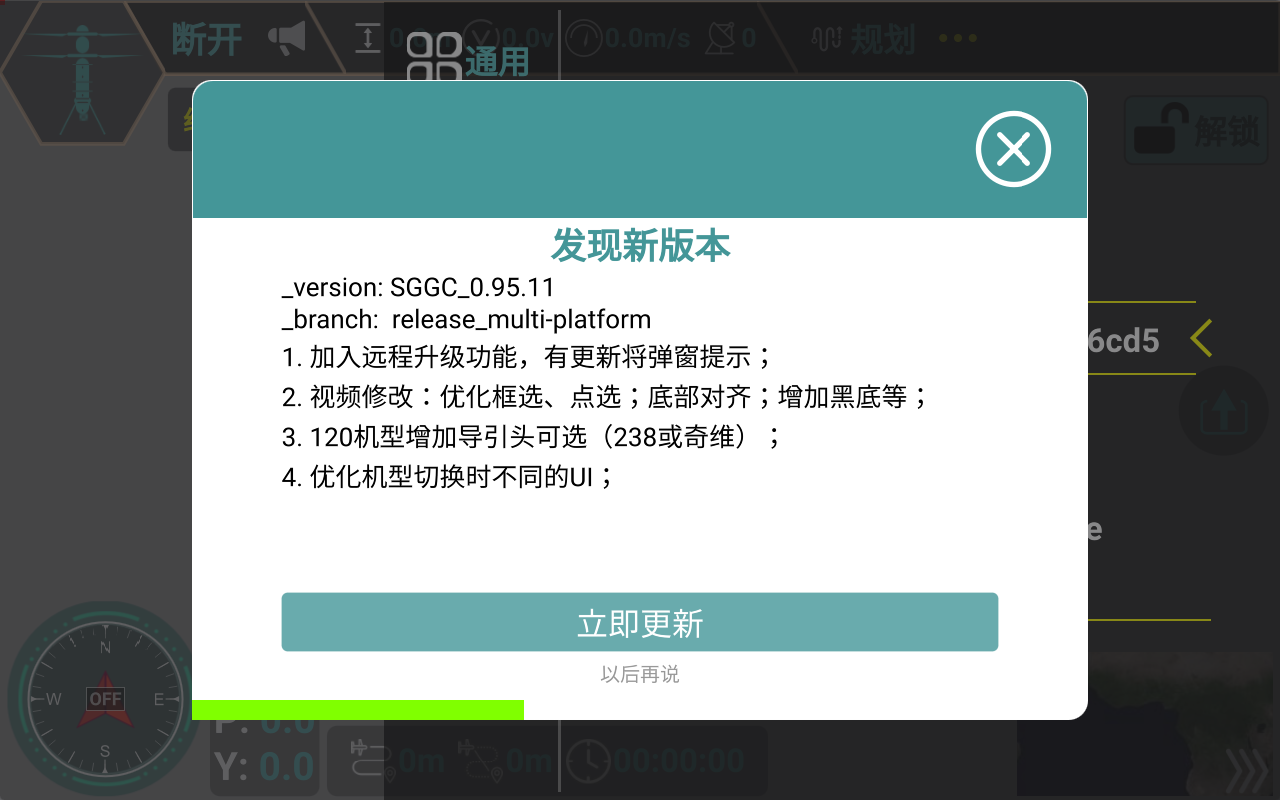 断开
0.0v
0.0m/s
0
规划
通用
解锁
发现新版本
_version: SGGC_0.95.11
_branch: release_multi-platform
1. 加入远程升级功能，有更新将弹窗提示；
2. 视频修改：优化框选、点选；底部对齐；增加黑底等；
3. 120机型增加导引头可选（238或奇维）；
4. 优化机型切换时不同的UI；
6cd5
e
立即更新
以后再说
N
W
OFF
E
S
P: 0.0
Y: 0.0
0m
0m
00:00:00